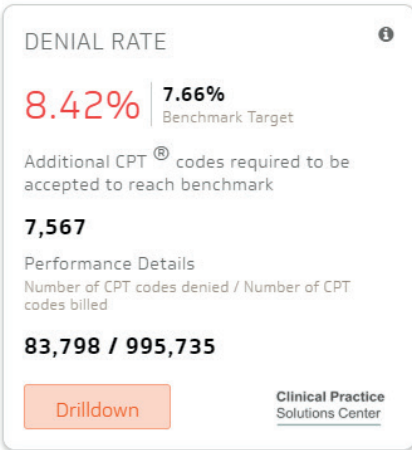 DENIAL RATE
8.42%
7.66%
Benchmark Target
Additional CPT ® codes required to be
accepted to reach benchmark
7,567
Performance Details
Number of CPT codes denied / Number of CPT
codes billed
83,798 / 995,735
Drilldown
Clinical Practice
Solutions Center